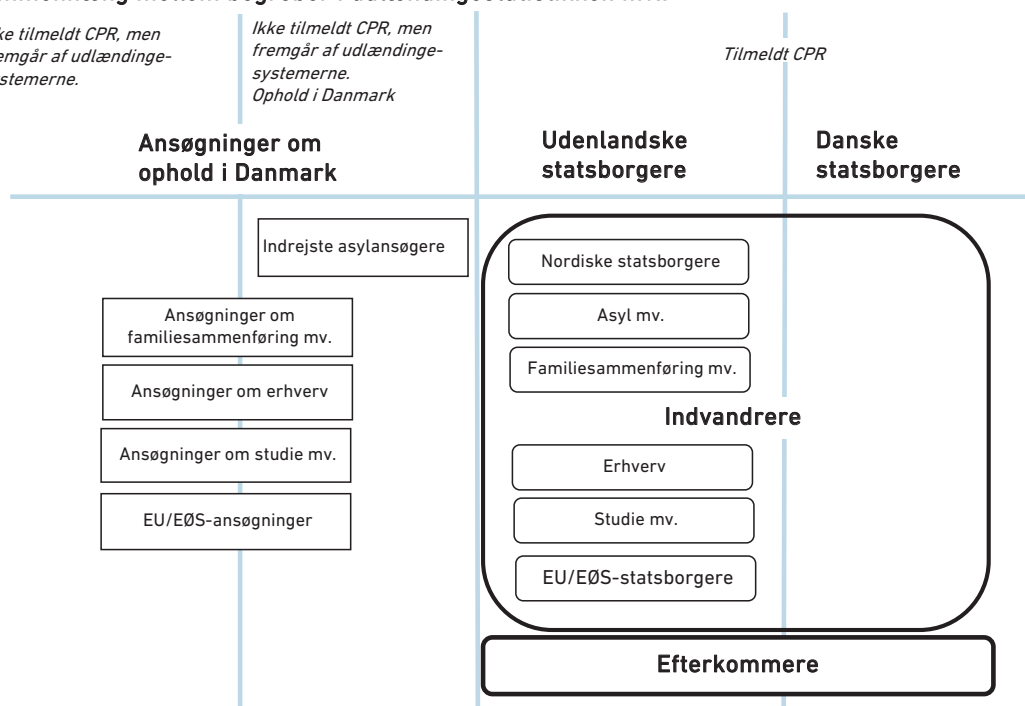 mellem begreber i
Ikke tilmeldt CPR, men
fremgår af udlændinge-
systemerne.
Ikke tilmeldt CPR, men
fremgår af udlændinge-
systemerne.
Ophold i Danmark
Tilmeldt CPR
Ansøgninger om
ophold i Danmark
Udenlandske
statsborgere
Danske
statsborgere
Indrejste asylansøgere
Ansøgninger om
familiesammenføring mv.
Ansøgninger om erhverv
Ansøgninger om studie mv.
EU/EØS-ansøgninger
Nordiske statsborgere
Asyl mv.
Familiesammenføring mv.
Indvandrere
Erhverv
Studie mv.
EU/EØS-statsborgere
Efterkommere